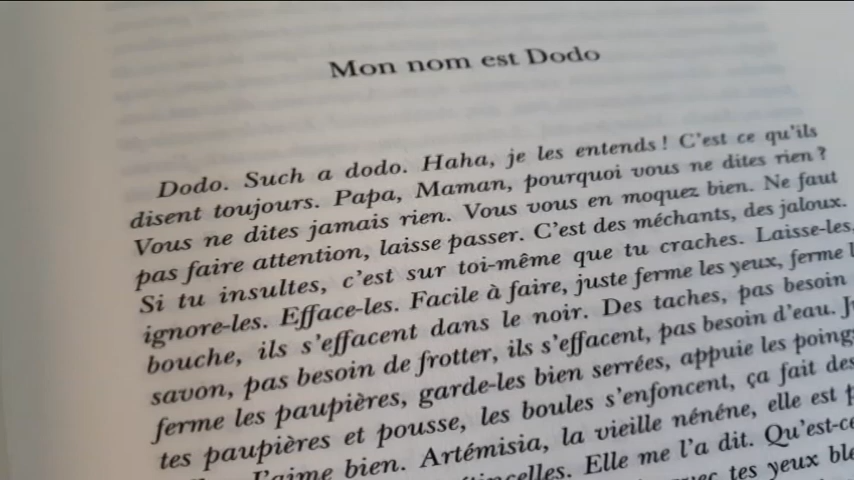 Mon nom est Dodo
Dodo. Such a dodo. Haha, je les entends ! C'est ce qu'ils
disent toujours. Papa, Maman, pourquoi vous ne dites rien ?
Vous ne dites jamais rien. Vous vous en moquez bien. Ne faut
pas faire attention, laisse passer. C'est des méchants, des jaloux.
Si tu insultes, c'est sur toi-même que tu craches. Laisse-les,
ignore-les. Efface-les. Facile à faire, juste ferme les yeux, ferme
bouche, ils s'effacent dans le noir. Des taches, pas besoin
savon, pas besoin de frotter, ils s'effacent, pas besoin d'eau.
ferme les paupières, garde-les bien serrées, appuie les poings
tes paupières et pousse, les boules s'enfoncent, ça fait des
J'aime bien. Artémisia, la vieille nénéne, elle est
Elle me l'a dit. Qu'est-ce
avec tes yeux